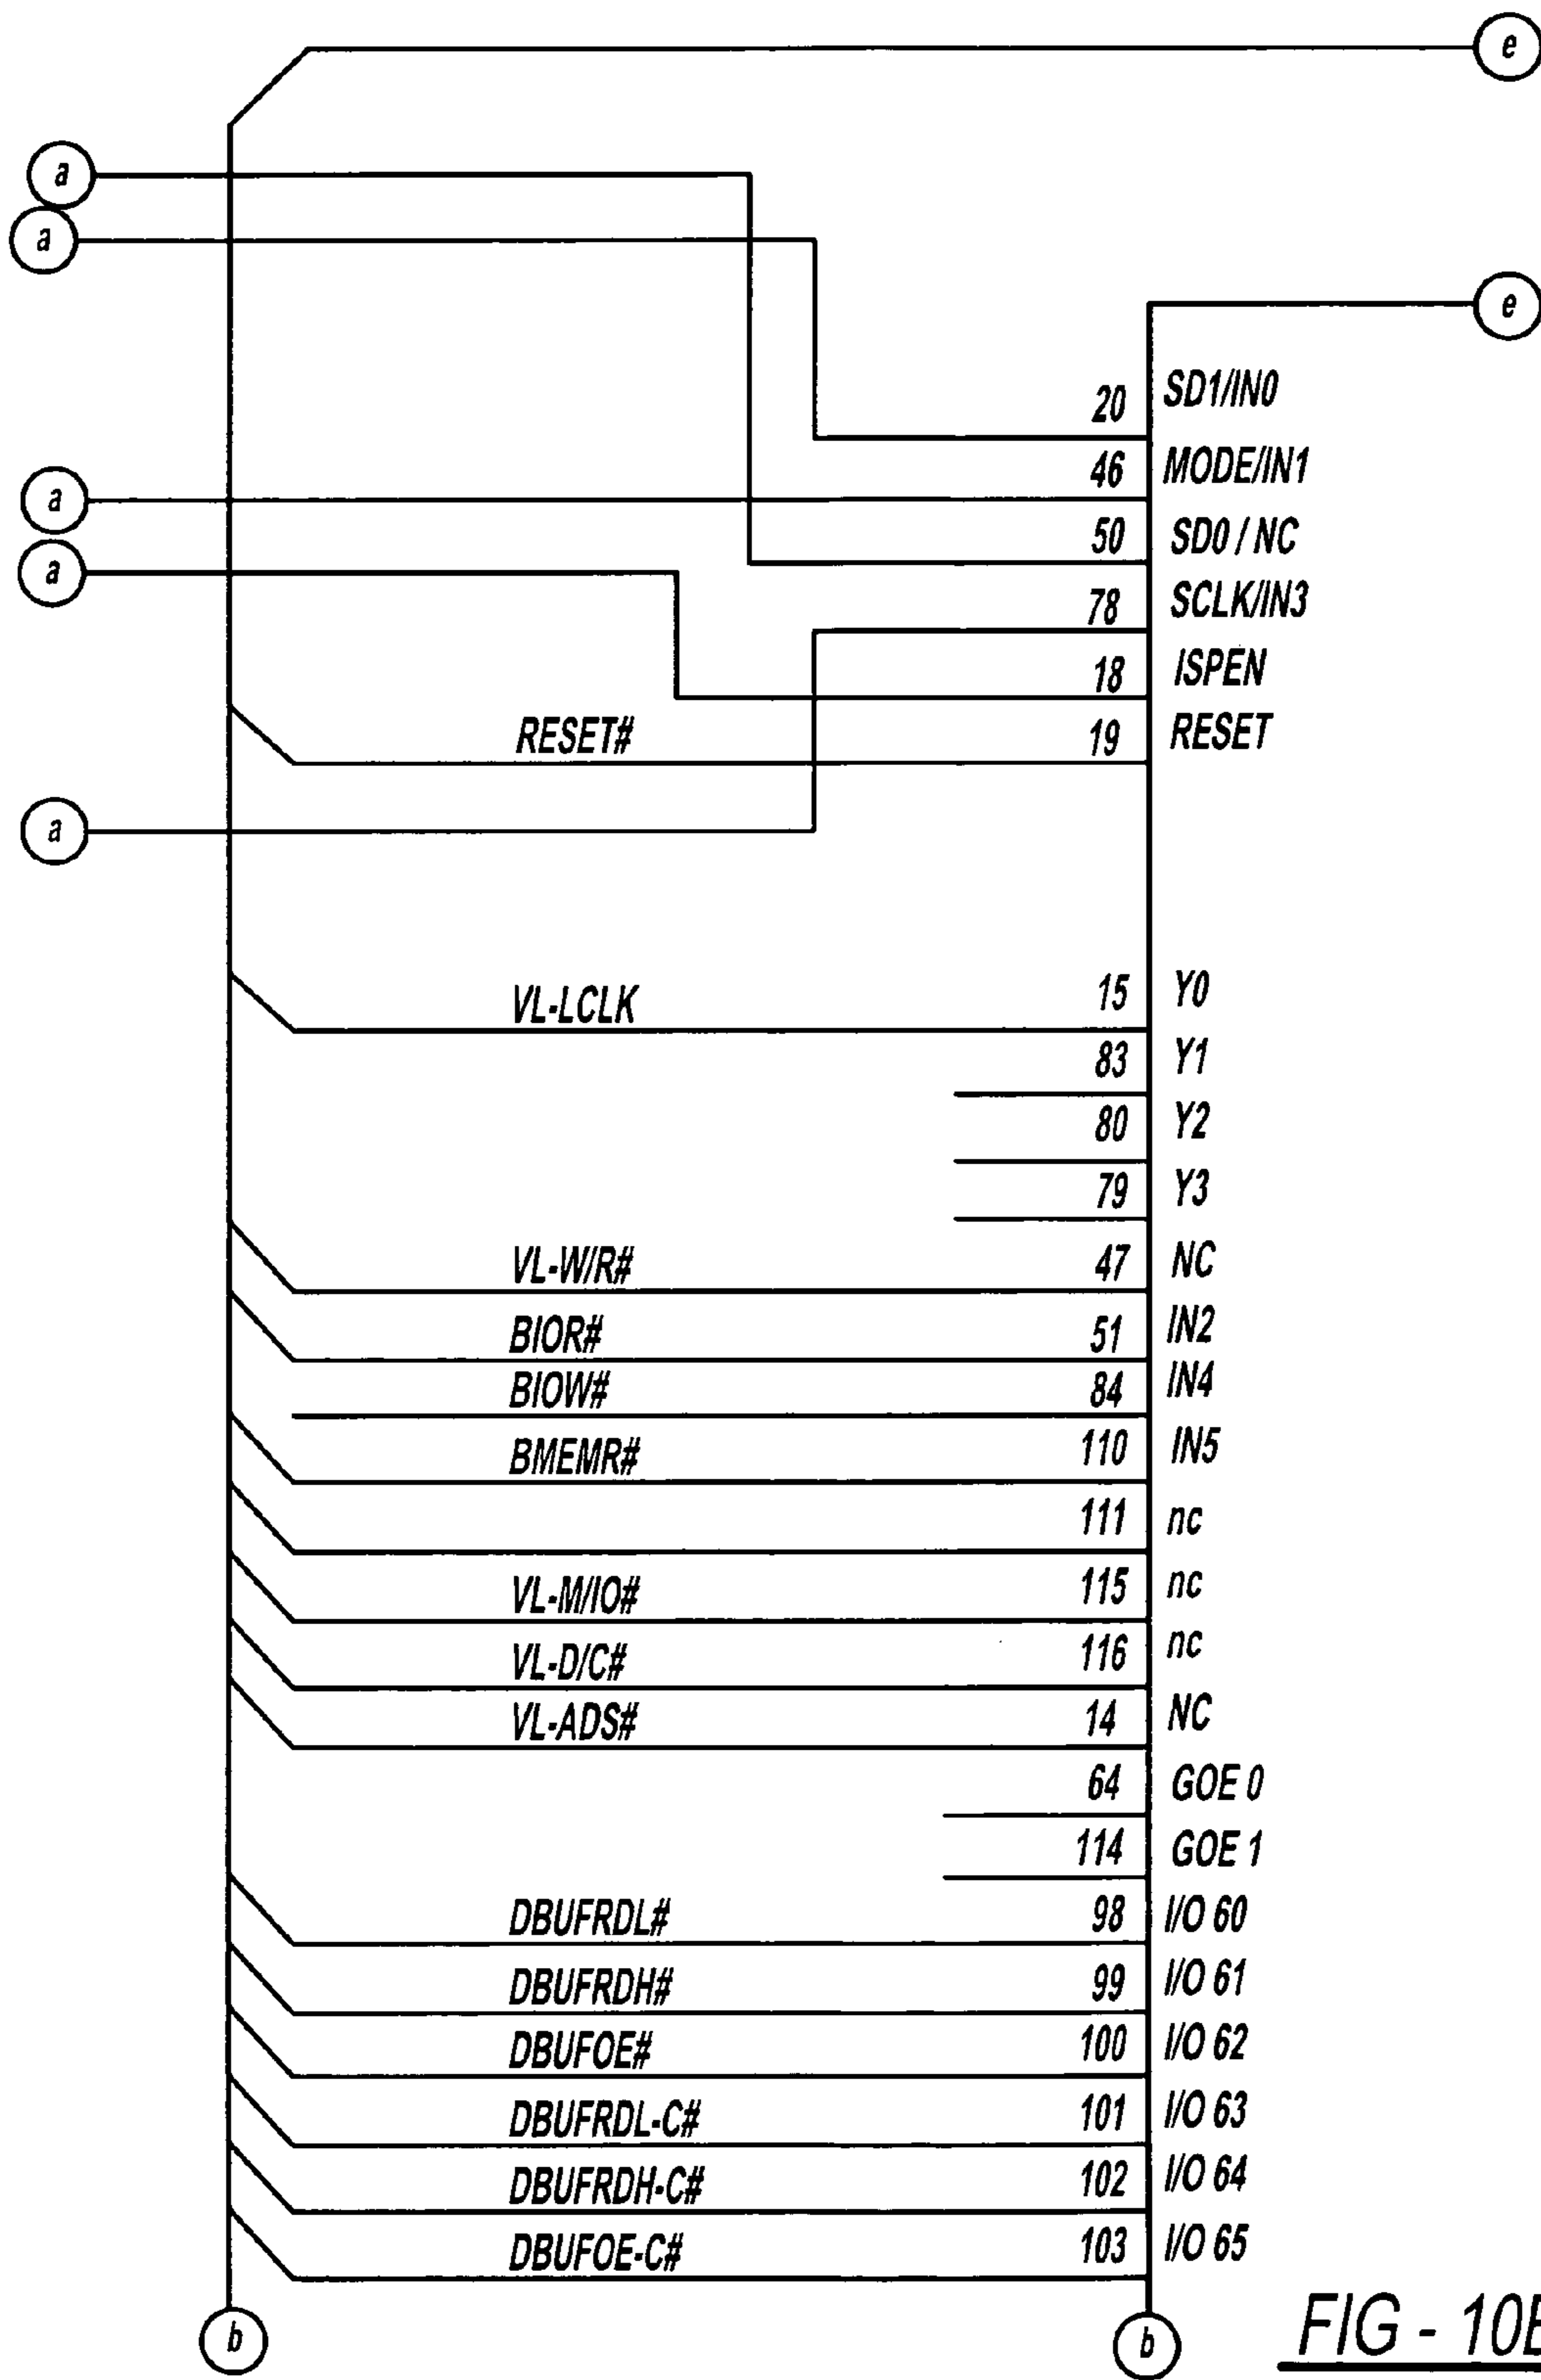 e
a
a
e
20 SD1/IN0
46 MODE/IN1
a
50 SD0 / NC
a
78 SCLK/IN3
18 ISPEN
RESET# 19 RESET
a
VL-LCLK 15 Y0
83 Y1
80 Y2
79 Y3
VL-W/R# 47 NC
BIOR# 51 IN2
BIOW# 84 IN4
BMEMR# 110 IN5
111 nc
VL-M/IO# 115 nc
VL-D/C# 116 nc
VL-ADS# 14 NC
64 GOE 0
114 GOE 1
DBUFRDL# 98 I/O 60
DBUFRDH# 99 I/O 61
DBUFOE# 100 I/O 62
DBUFRDL-C# 101 I/O 63
DBUFRDH-C# 102 I/O 64
DBUFOE-C# 103 I/O 65
b b
FIG - 10B